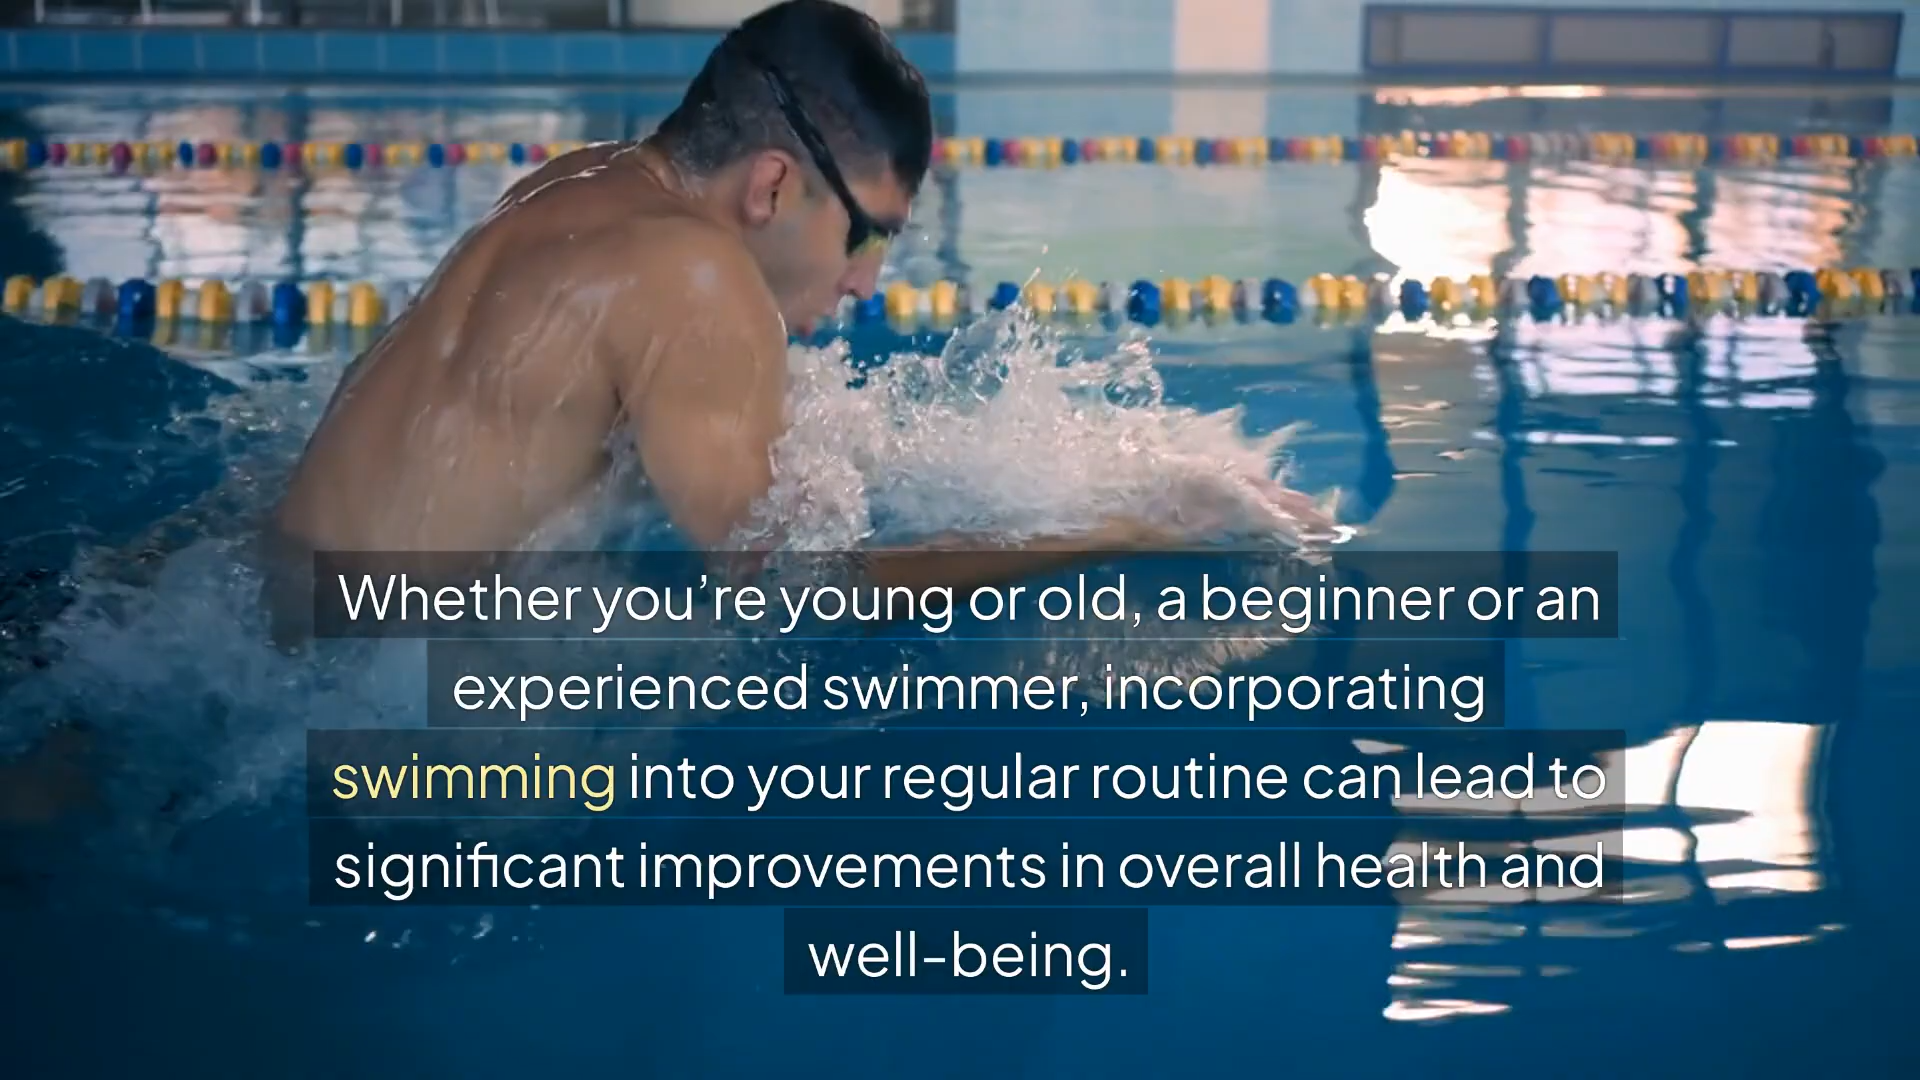 Whether you’re young or old, a beginner or an
experienced swimmer, incorporating
swimming into your regular routine can lead to
significant improvements in overall health and
well-being.